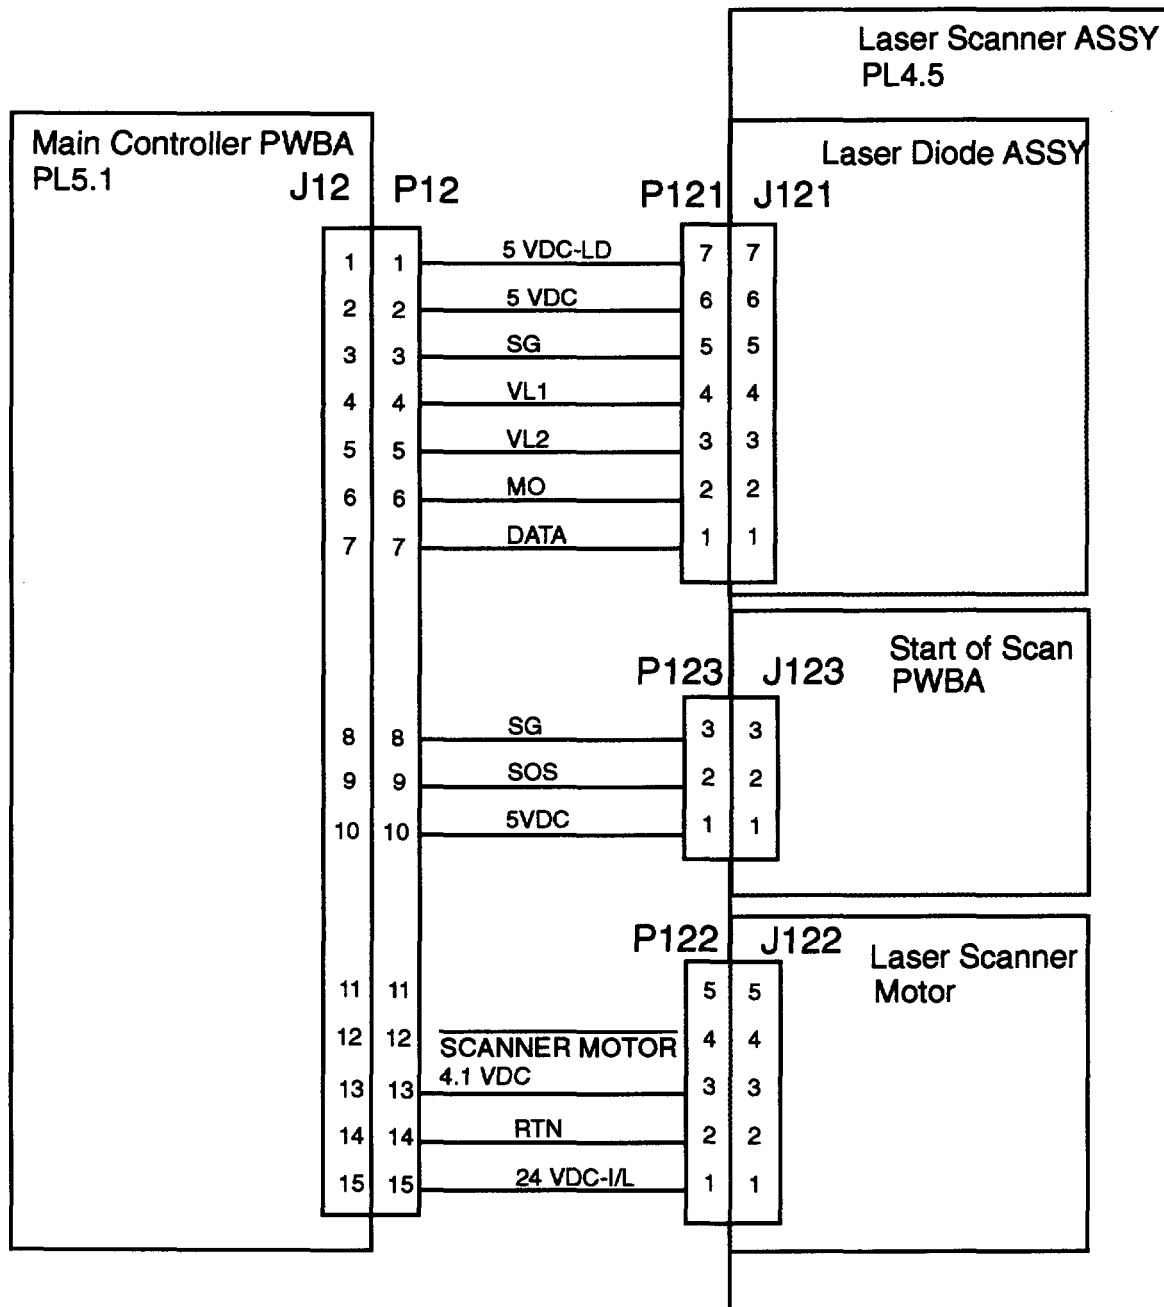 Laser Scanner ASSY
PL4.5
Main Controller PWBA
PL5.1
Laser Diode ASSY
J12 P12 P121 J121
1 1 5 VDC-LD 7 7
2 2 5 VDC 6 6
3 3 SG 5 5
4 4 VL1 4 4
5 5 VL2 3 3
6 6 MO 2 2
7 7 DATA 1 1
Start of Scan
PWBA
P123 J123
8 8 SG 3 3
9 9 SOS 2 2
10 10 5VDC 1 1
P122 J122
Laser Scanner
Motor
11 11 5 5
12 12 SCANNER MOTOR 4 4
13 13 4.1 VDC 3 3
14 14 RTN 2 2
15 15 24 VDC-I/L 1 1